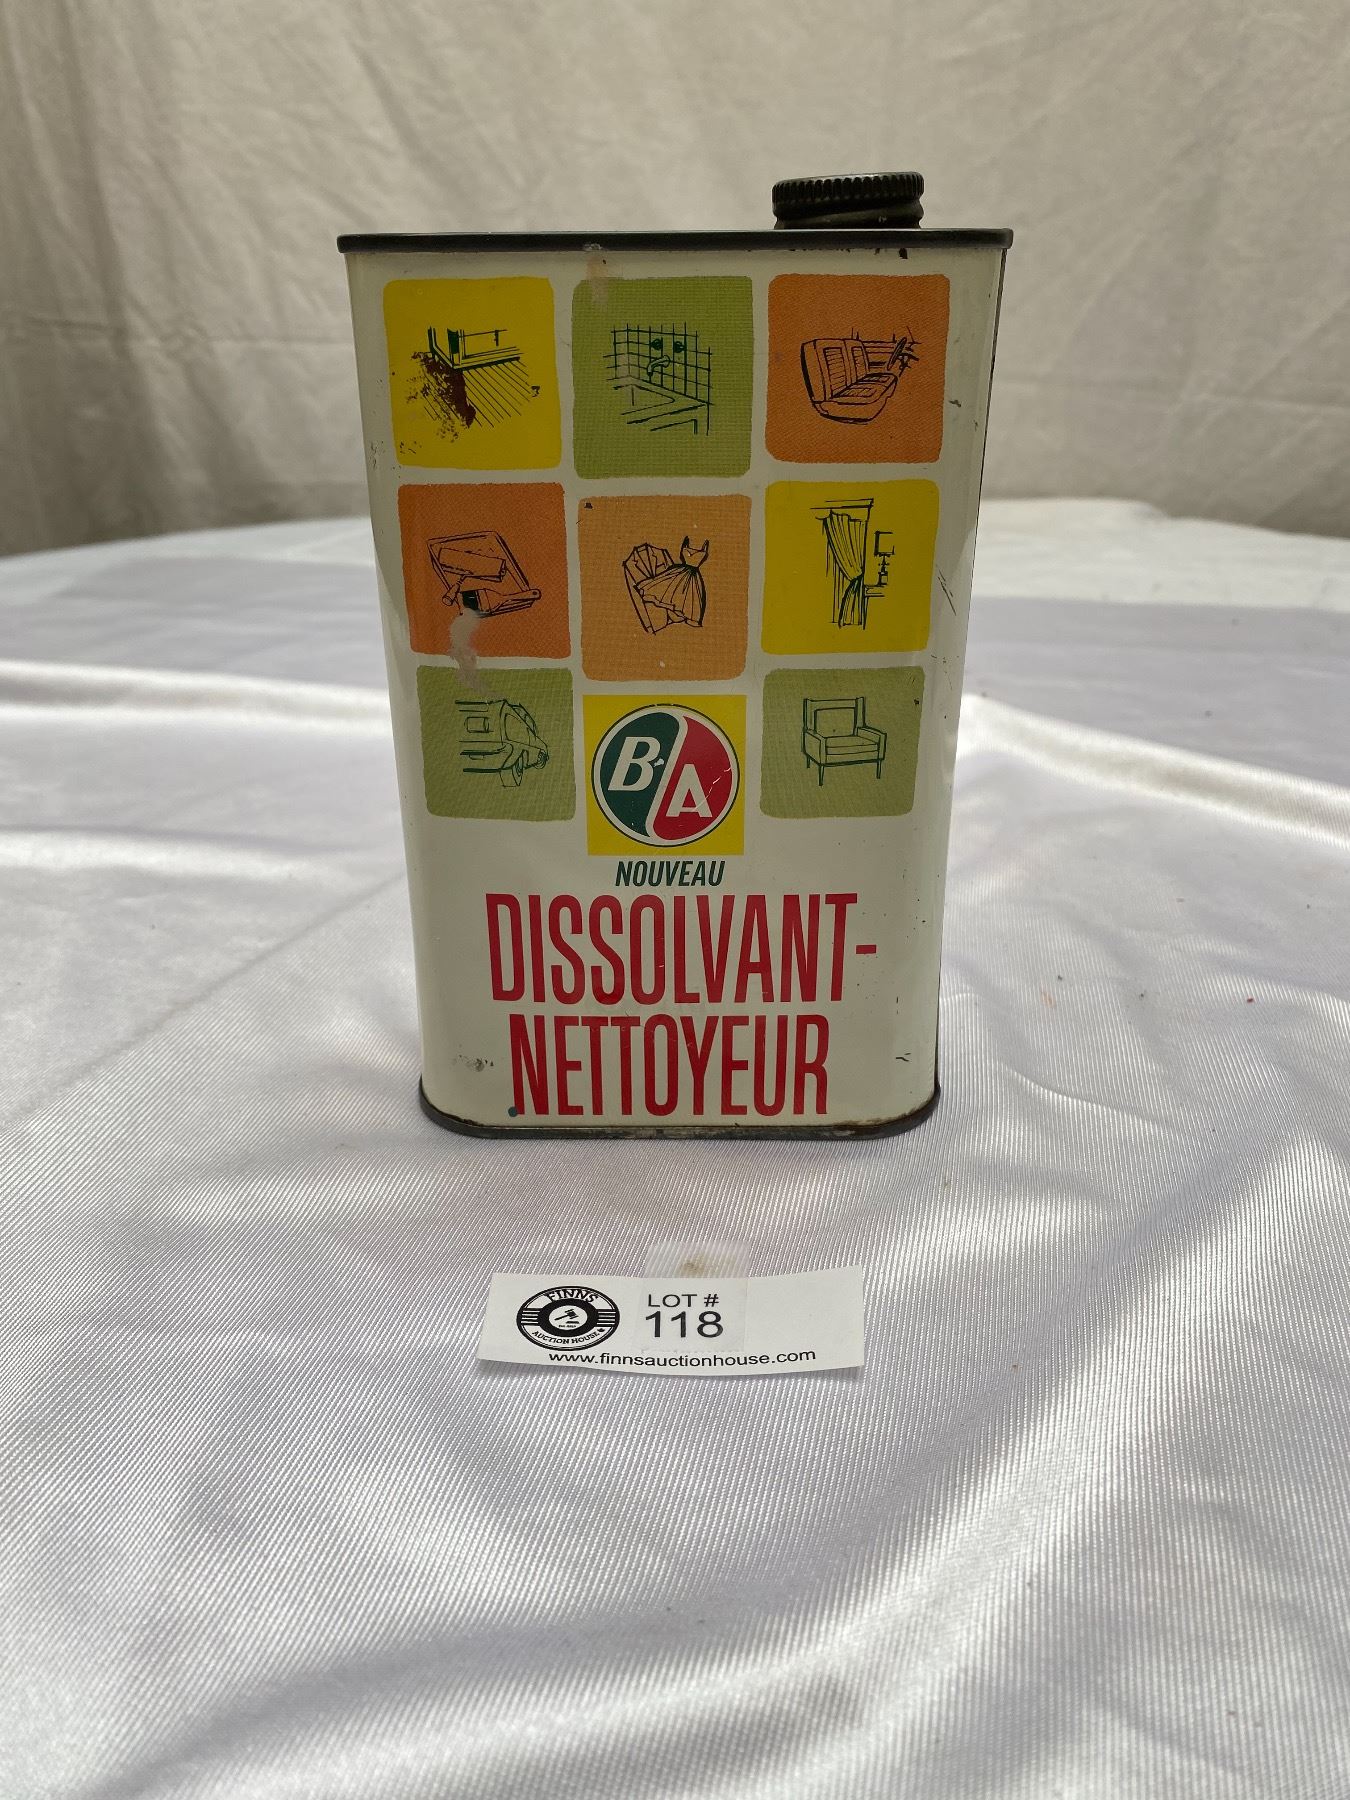 B/A
NOUVEAU
DISSOLVANT-
NETTOYEUR
FINNS
AUCTION HOUSE
LOT #
118
www.finnsauctionhouse.com